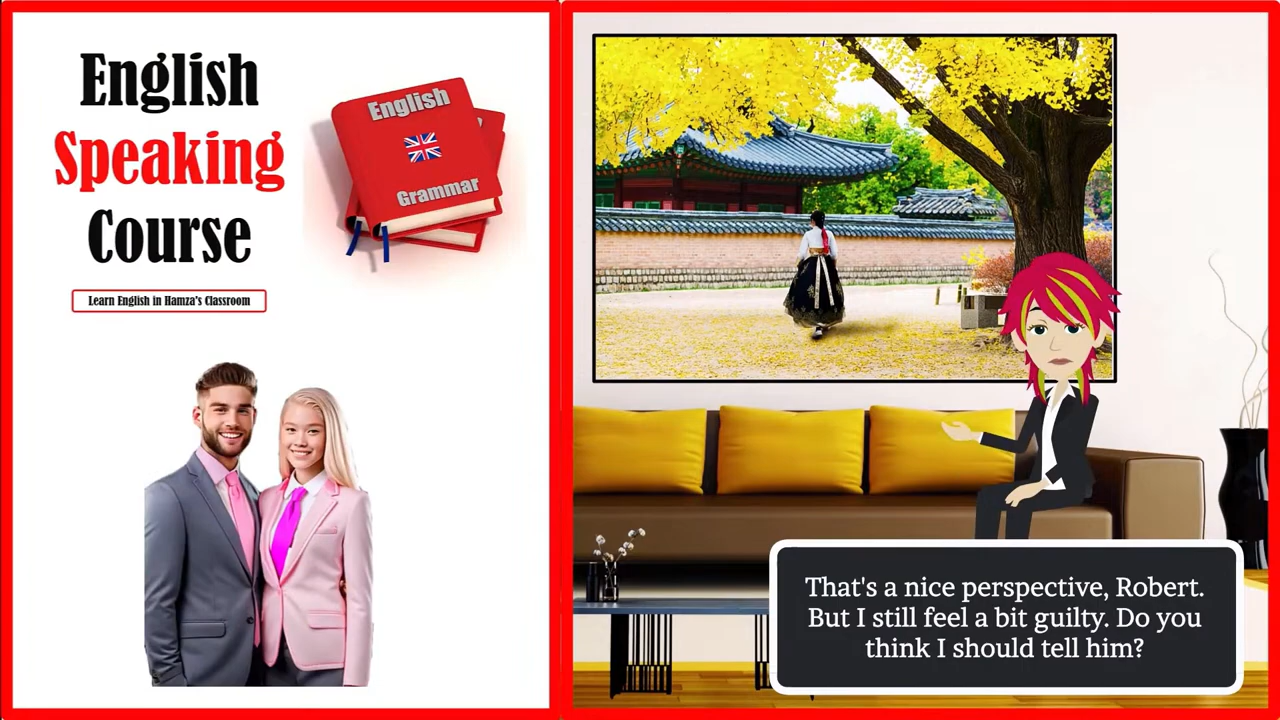 English
Speaking
Course
English
Grammar
Learn English in Hamza's Classroom
That's a nice perspective, Robert.
But I still feel a bit guilty. Do you
think I should tell him?